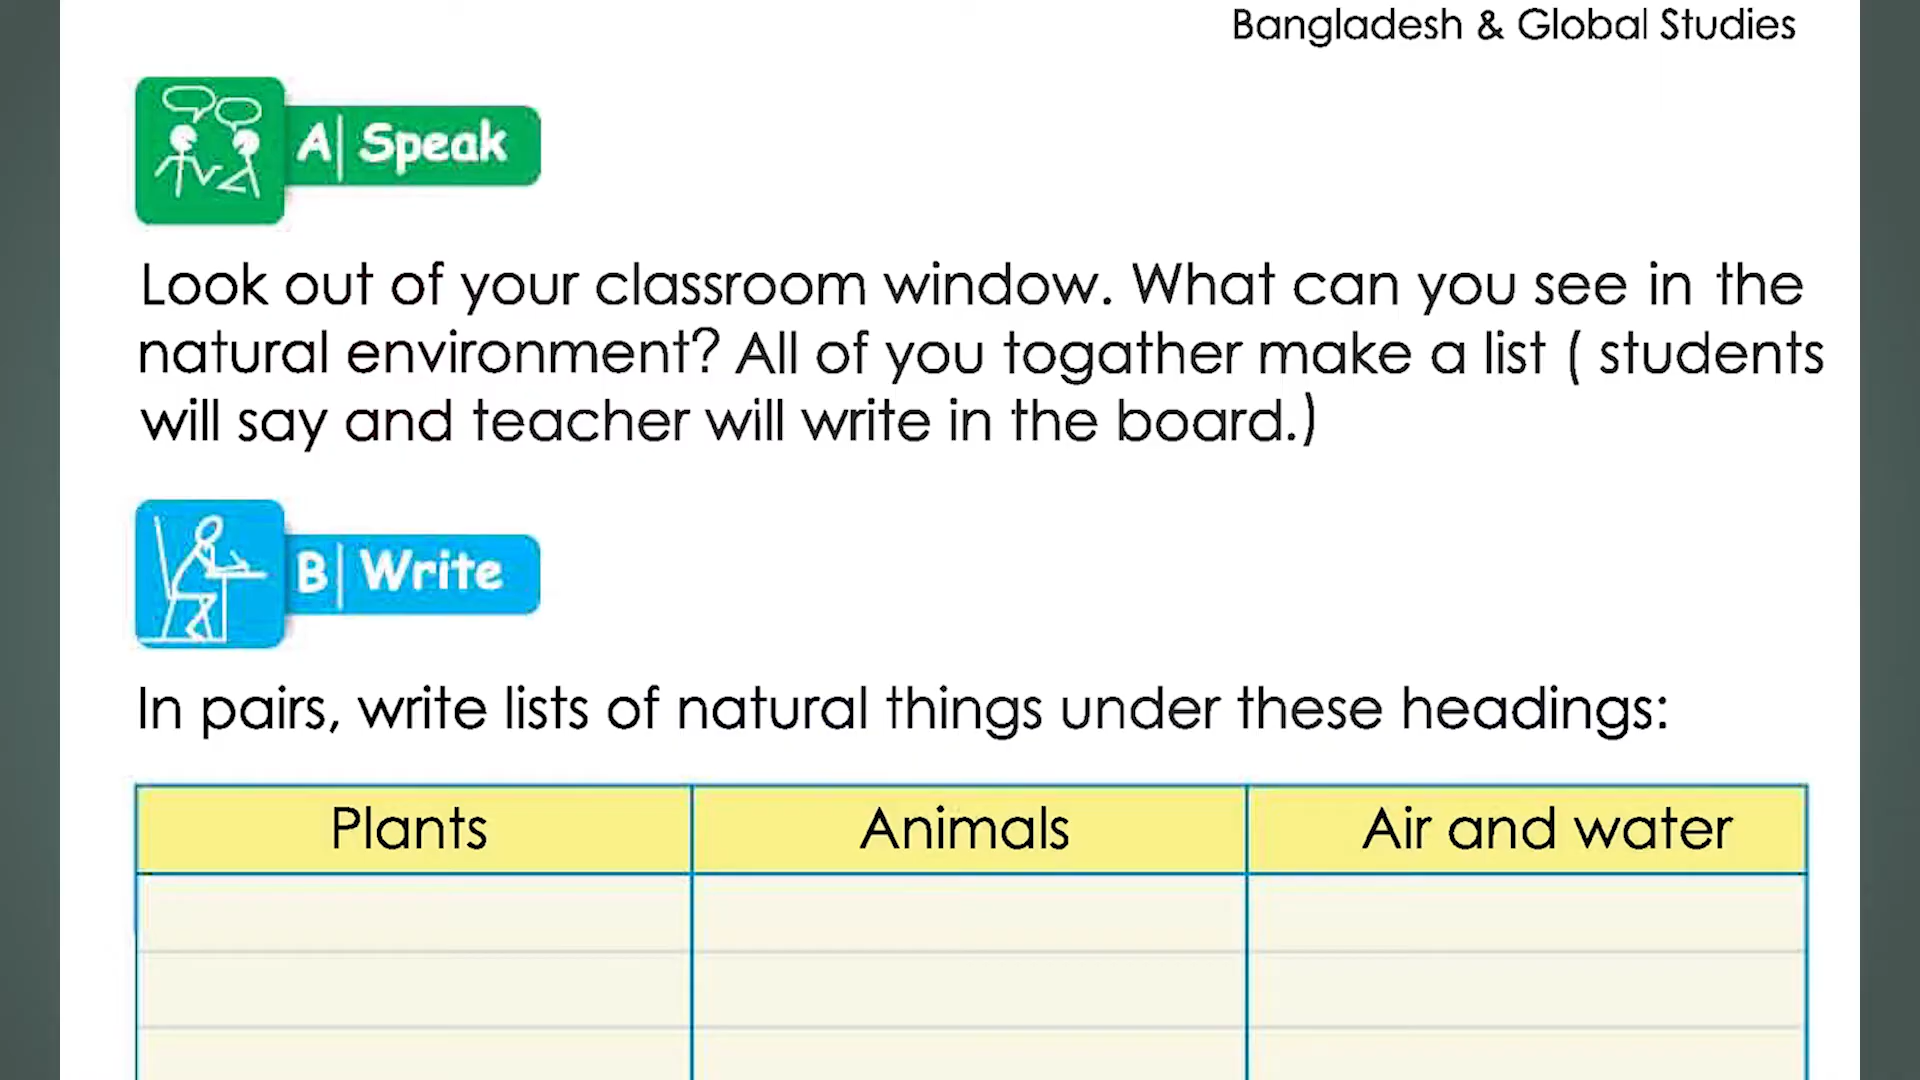 Bangladesh & Global Studies
A| Speak
Look out of your classroom window. What can you see in the
natural environment? All of you togather make a list ( students
will say and teacher will write in the board.)
B| Write
In pairs, write lists of natural things under these headings:
Plants Animals Air and water